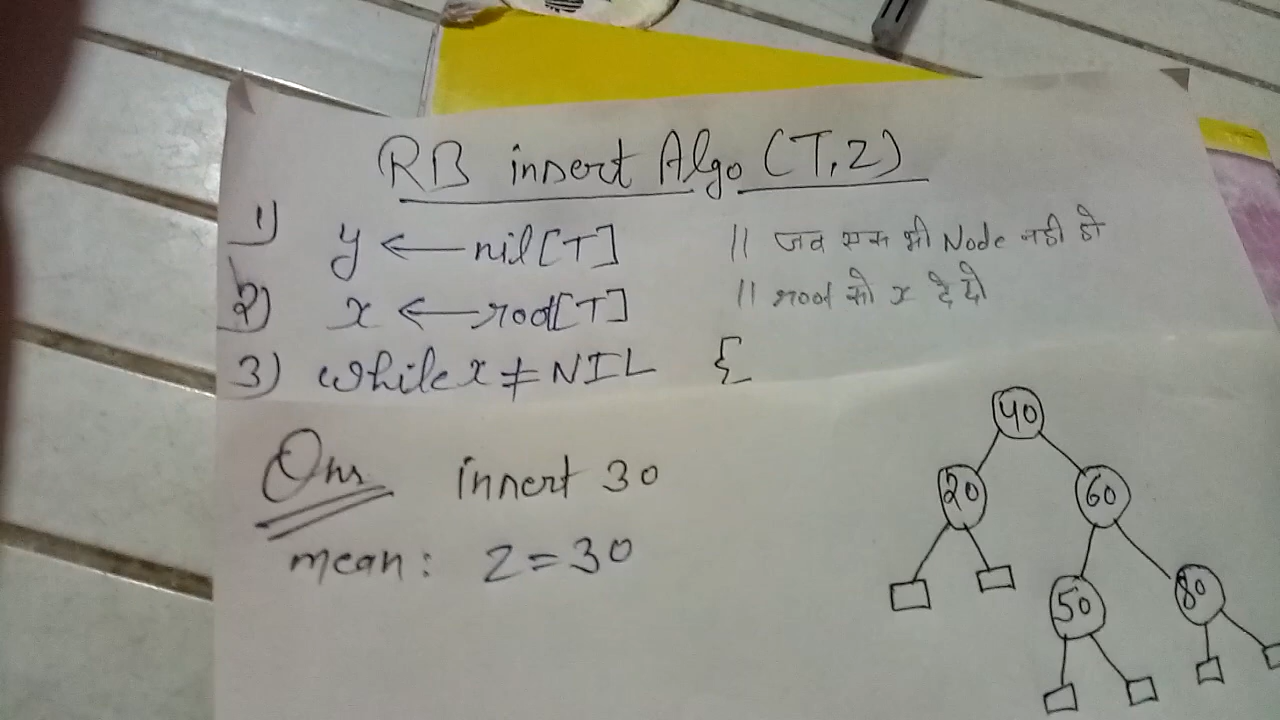 RB insert Algo (T,Z)
1) y ← nil[T] // जब एक भी Node नही हो
2) x ← root[T] // root को x दे दो
3) while x ≠ NIL {
Ques insert 30
mean: Z=30
40
20 60
50 80